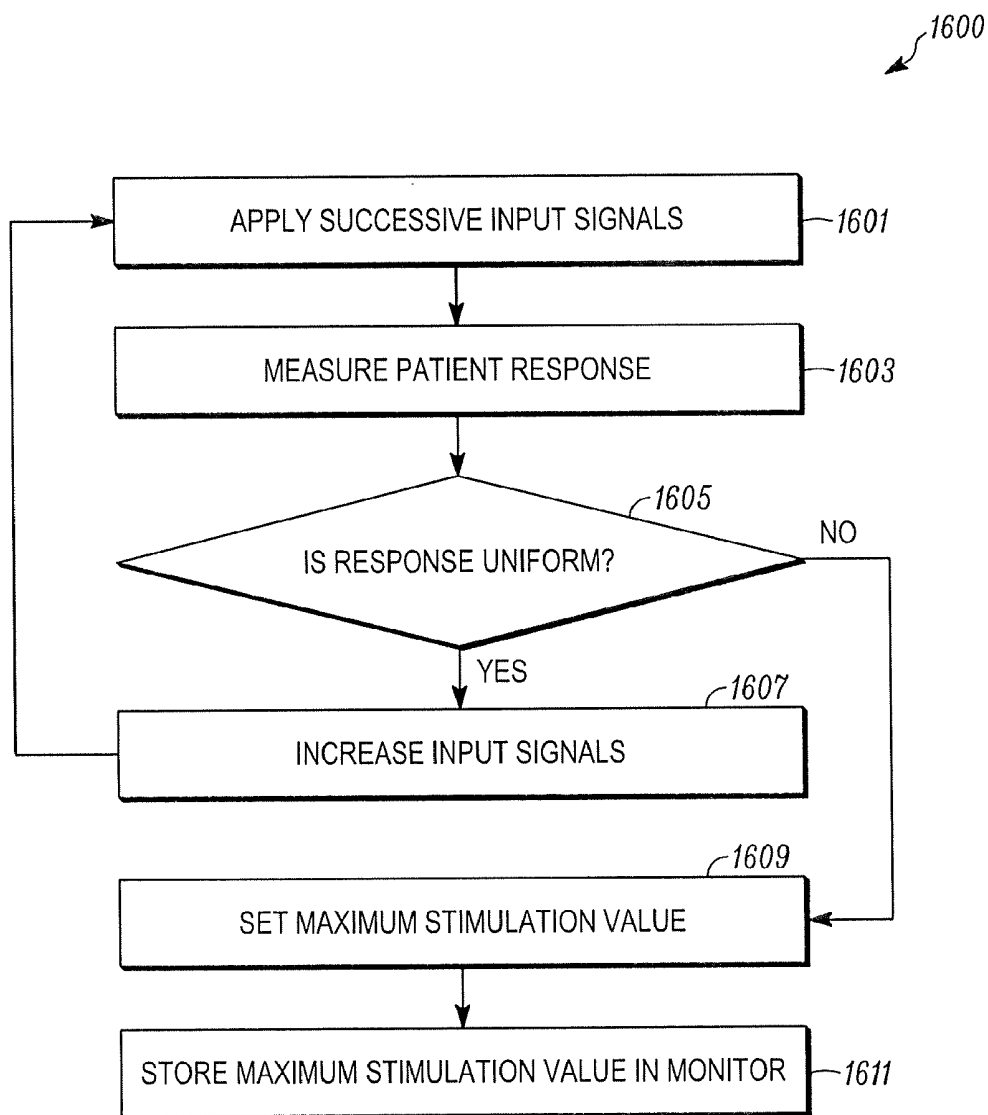 1600
APPLY SUCCESSIVE INPUT SIGNALS
1601
MEASURE PATIENT RESPONSE
1603
1605
IS RESPONSE UNIFORM?
NO
YES
1607
INCREASE INPUT SIGNALS
1609
SET MAXIMUM STIMULATION VALUE
STORE MAXIMUM STIMULATION VALUE IN MONITOR
1611